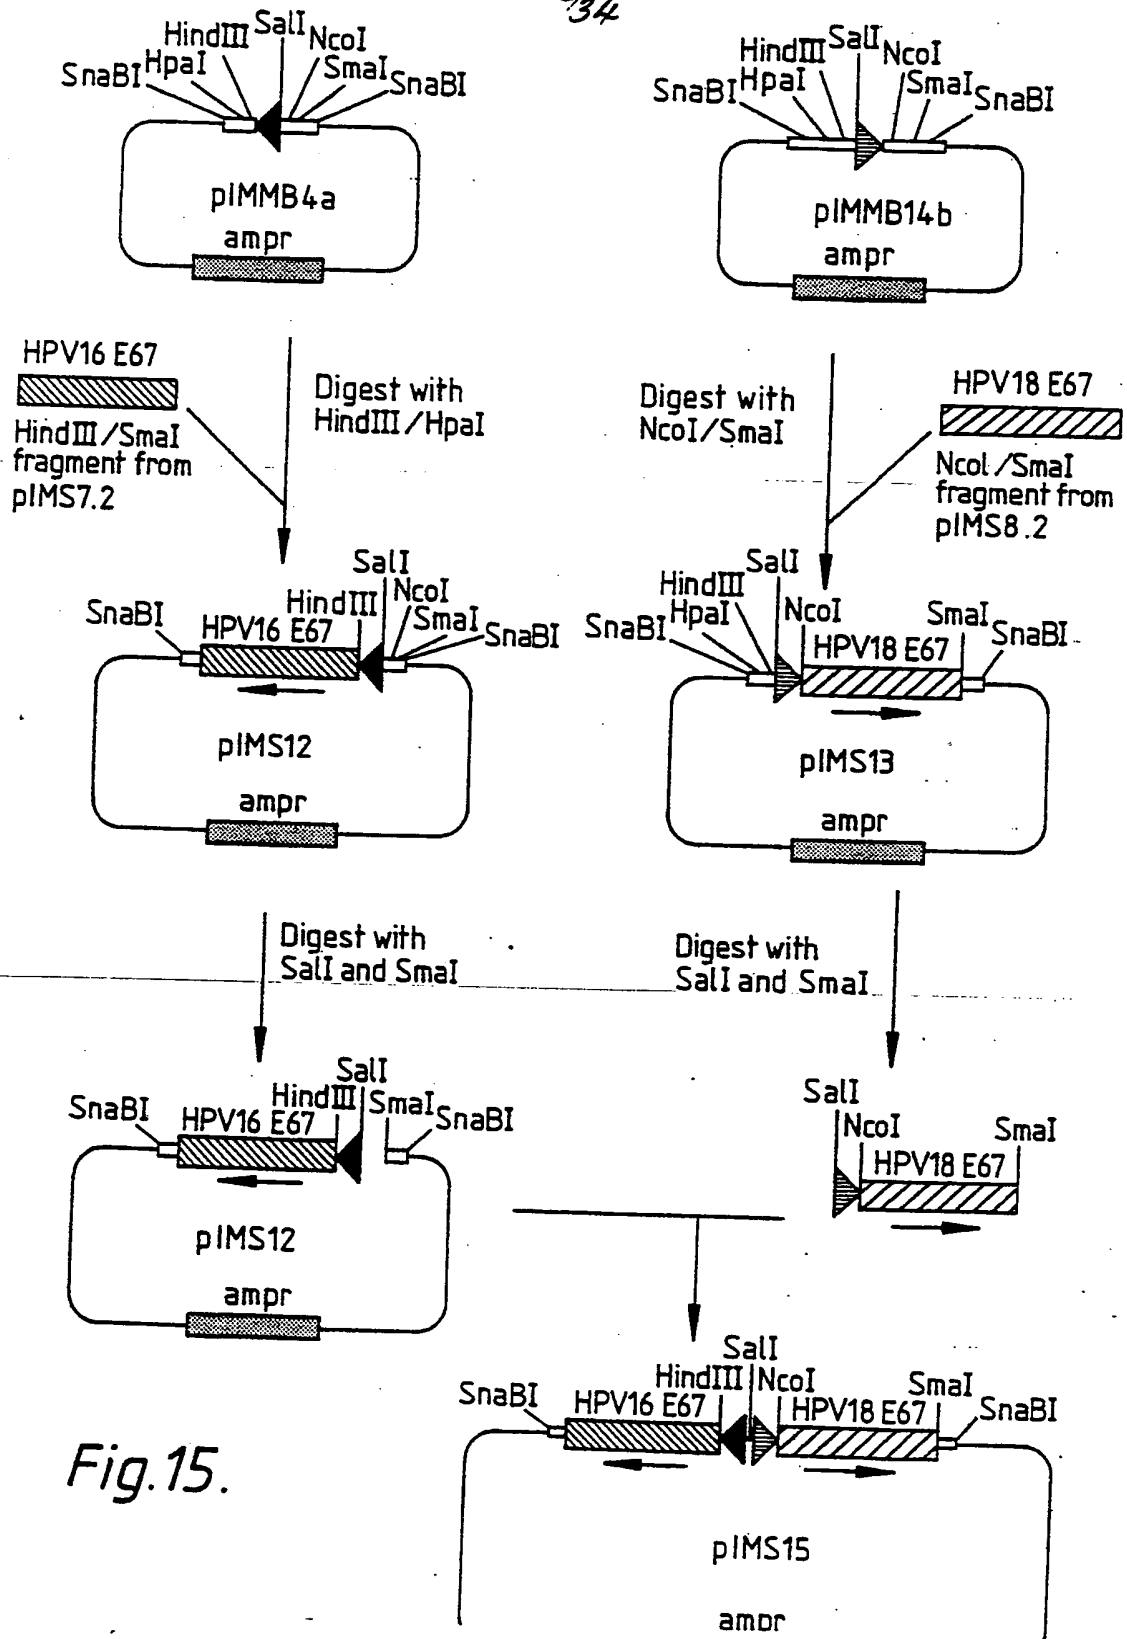 34
SalI
HindIII NcoI
HpaI SmaI
SnaBI SnaBI
pIMMB4a
ampr
SalI
HindIII NcoI
HpaI SmaI
SnaBI SnaBI
pIMMB14b
ampr
HPV16 E67
HindIII/SmaI
fragment from
pIMS7.2
Digest with
HindIII/HpaI
Digest with
NcoI/SmaI
HPV18 E67
NcoI/SmaI
fragment from
pIMS8.2
SalI
HindIII NcoI
SnaBI HPV16 E67 SmaI SnaBI
pIMS12
ampr
SalI
HindIII NcoI SmaI
HpaI
SnaBI HPV18 E67 SnaBI
pIMS13
ampr
Digest with
SalI and SmaI
Digest with
SalI and SmaI
SalI
HindIII SmaI
SnaBI HPV16 E67 SnaBI
pIMS12
ampr
SalI
NcoI SmaI
HPV18 E67
SalI
HindIII NcoI SmaI
SnaBI HPV16 E67 HPV18 E67 SnaBI
pIMS15
ampr
Fig.15.